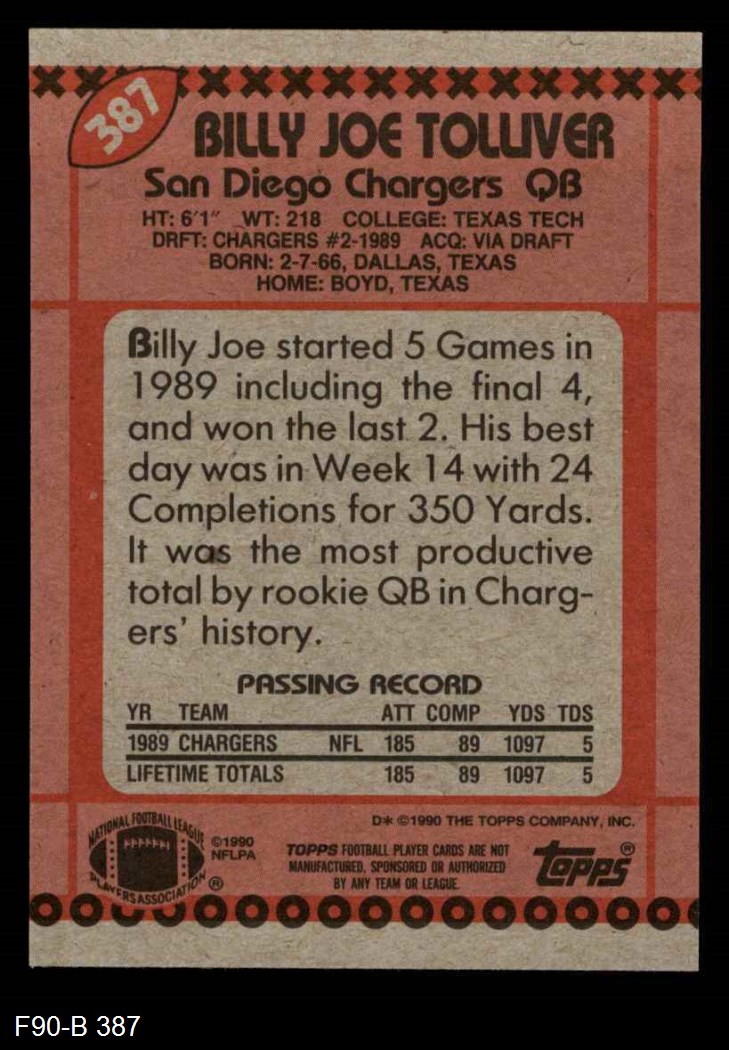 387
BILLY JOE TOLLIVER
San Diego Chargers QB
HT: 6'1" WT: 218 COLLEGE: TEXAS TECH
DRFT: CHARGERS #2-1989 ACQ: VIA DRAFT
BORN: 2-7-66, DALLAS, TEXAS
HOME: BOYD, TEXAS
Billy Joe started 5 Games in
1989 including the final 4,
and won the last 2. His best
day was in Week 14 with 24
Completions for 350 Yards.
It was the most productive
total by rookie QB in Charg-
ers' history.
PASSING RECORD
YR TEAM ATT COMP YDS TDS
1989 CHARGERS NFL 185 89 1097 5
LIFETIME TOTALS 185 89 1097 5
NATIONAL FOOTBALL LEAGUE
PLAYERS ASSOCIATION
®
©1990
NFLPA
D* ©1990 THE TOPPS COMPANY, INC.
TOPPS FOOTBALL PLAYER CARDS ARE NOT
MANUFACTURED, SPONSORED OR AUTHORIZED
BY ANY TEAM OR LEAGUE.
topps®
F90-B 387